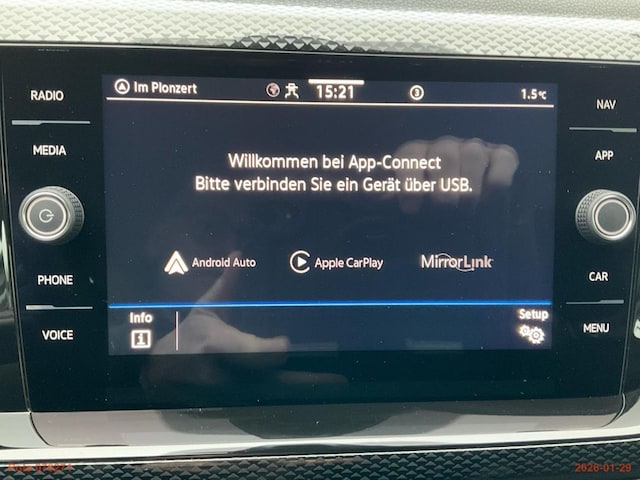 RADIO
MEDIA
PHONE
VOICE
Im Plonzert
15:21
3
1.5°C
Willkommen bei App-Connect
Bitte verbinden Sie ein Gerät über USB.
Android Auto
Apple CarPlay
MirrorLink
Info
Setup
NAV
APP
CAR
MENU
2026-01-29